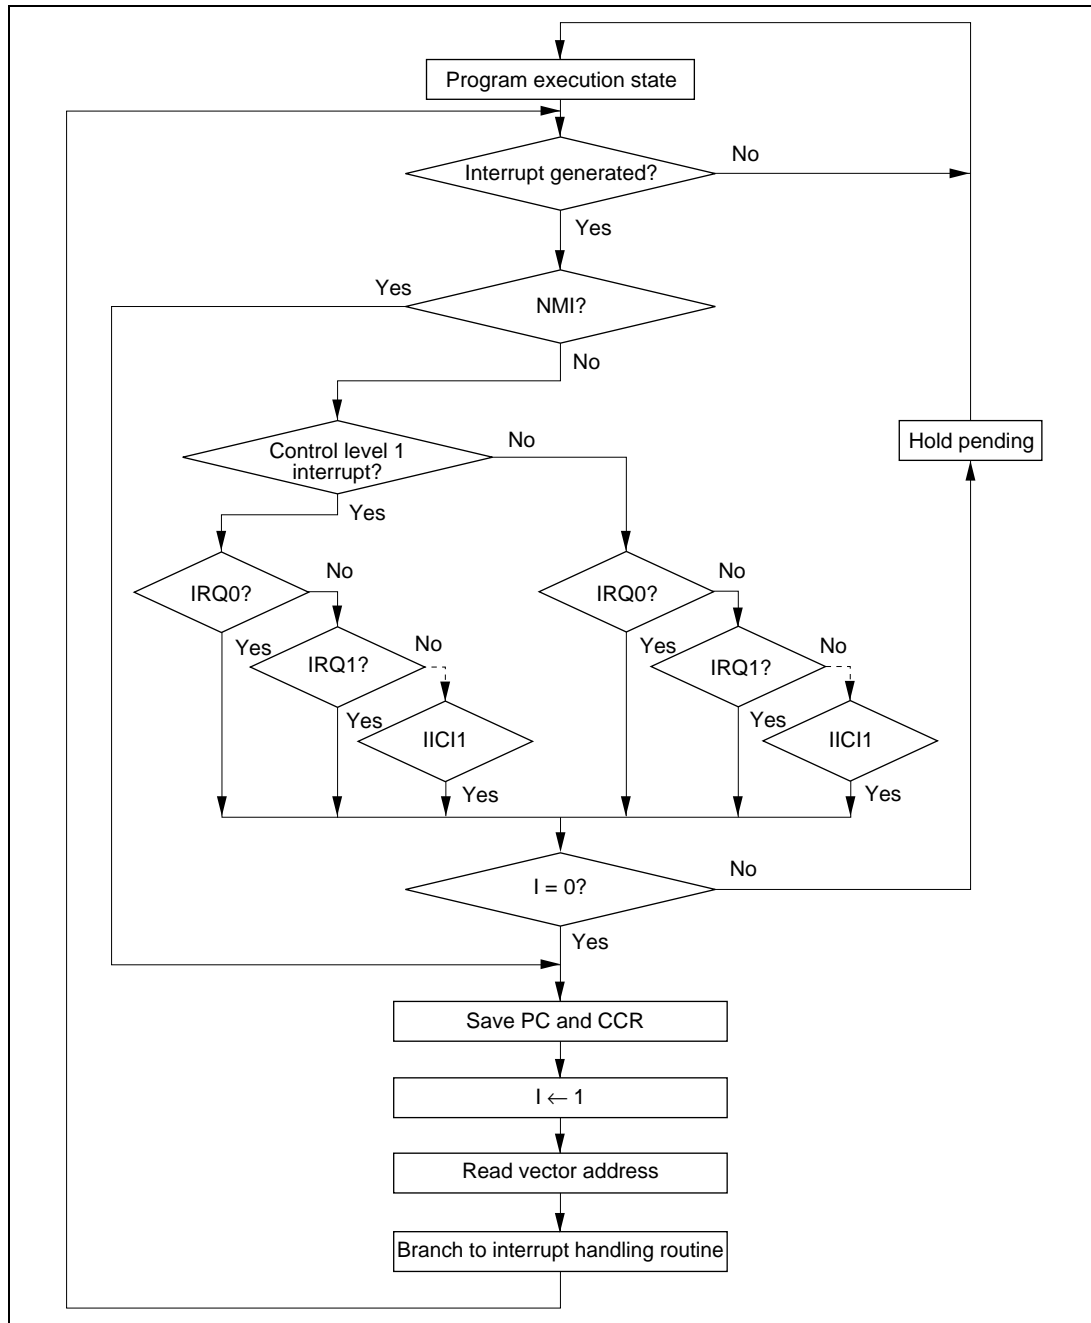 Program execution state
Interrupt generated?
No
Yes
Yes
NMI?
No
Control level 1
interrupt?
No
Hold pending
Yes
IRQ0?
No
IRQ0?
No
Yes
IRQ1?
No
Yes
IRQ1?
No
Yes
IICI1
Yes
IICI1
Yes
Yes
I = 0?
No
Yes
Save PC and CCR
I ← 1
Read vector address
Branch to interrupt handling routine